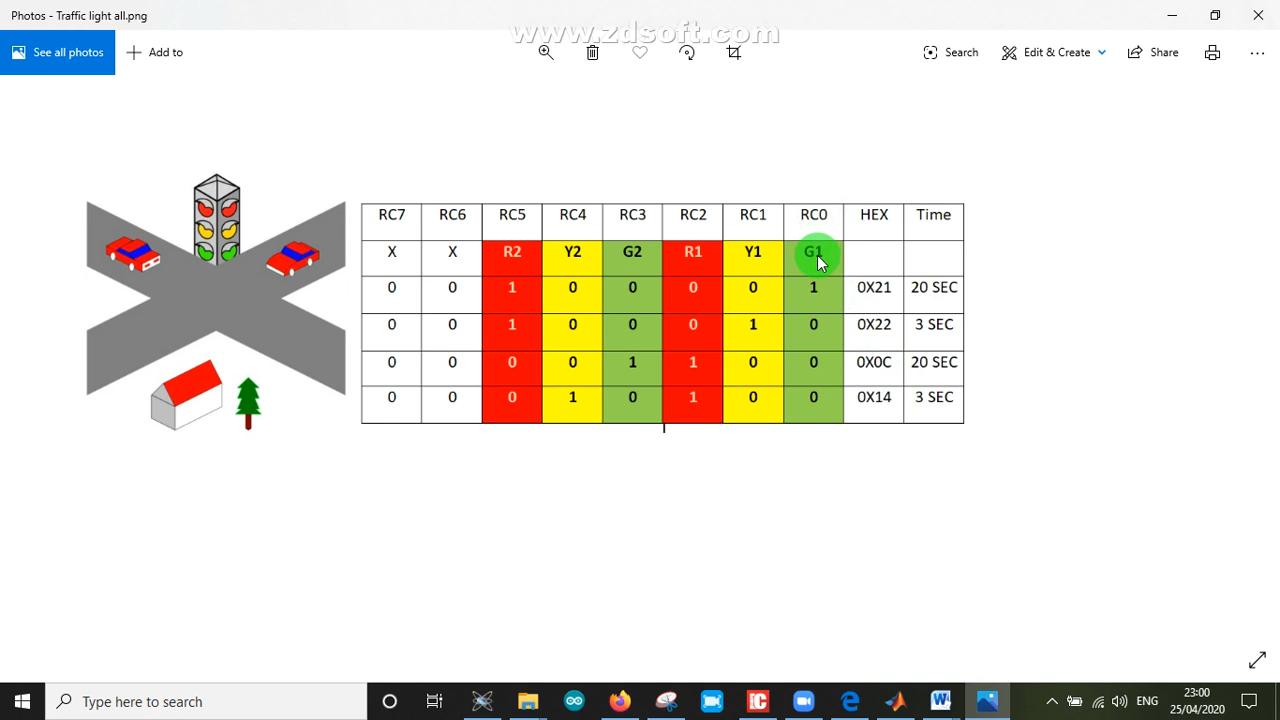 Photos - Traffic light all.png
www.zdsoft.com
See all photos
Add to
Search
Edit & Create
Share
RC7 RC6 RC5 RC4 RC3 RC2 RC1 RC0 HEX Time
X X R2 Y2 G2 R1 Y1 G1
0 0 1 0 0 0 0 1 0X21 20 SEC
0 0 1 0 0 0 1 0 0X22 3 SEC
0 0 0 0 1 1 0 0 0X0C 20 SEC
0 0 0 1 0 1 0 0 0X14 3 SEC
Type here to search
ENG
23:00
25/04/2020